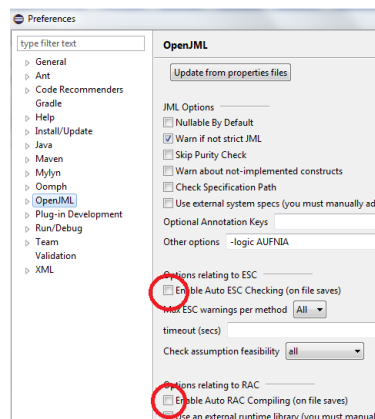 Preferences
type filter text
General
Ant
Code Recommenders
Gradle
Help
Install/Update
Java
Maven
Mylyn
Oomph
OpenJML
Plug-in Development
Run/Debug
Team
Validation
XML
OpenJML
Update from properties files
JML Options
Nullable By Default
Warn if not strict JML
Skip Purity Check
Warn about not-implemented constructs
Check Specification Path
Use external system specs (you must manually ad
Optional Annotation Keys
Other options -logic AUFNIA
Options relating to ESC
Enable Auto ESC Checking (on file saves)
Max ESC warnings per method All
timeout (secs)
Check assumption feasibility all
Options relating to RAC
Enable Auto RAC Compiling (on file saves)
Use an external runtime library (you must manual